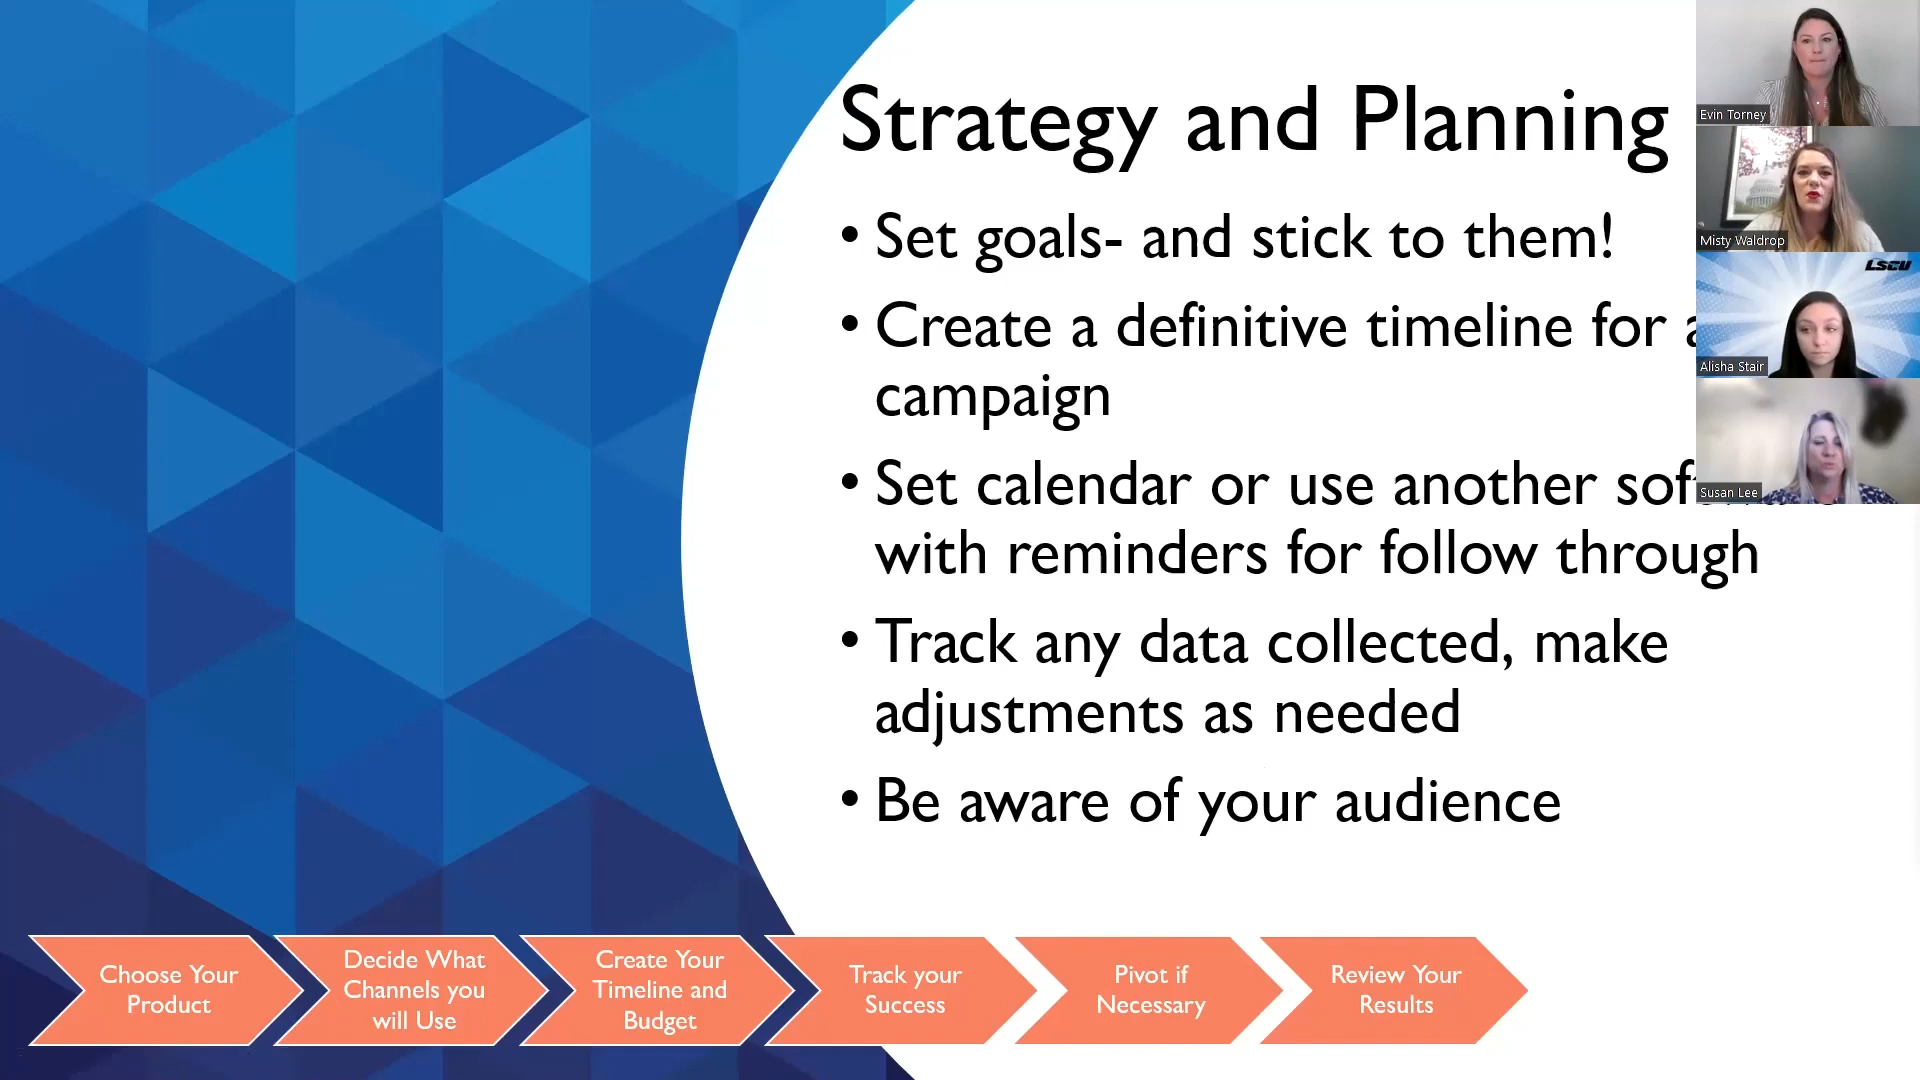 Strategy and Planning
• Set goals- and stick to them!
• Create a definitive timeline for
campaign
• Set calendar or use another
with reminders for follow through
• Track any data collected, make
adjustments as needed
• Be aware of your audience
Choose Your
Product
Decide What
Channels you
will Use
Create Your
Timeline and
Budget
Track your
Success
Pivot if
Necessary
Review Your
Results
Evin Torney
Misty Waldrop
LSCU
Alisha Stair
Susan Lee